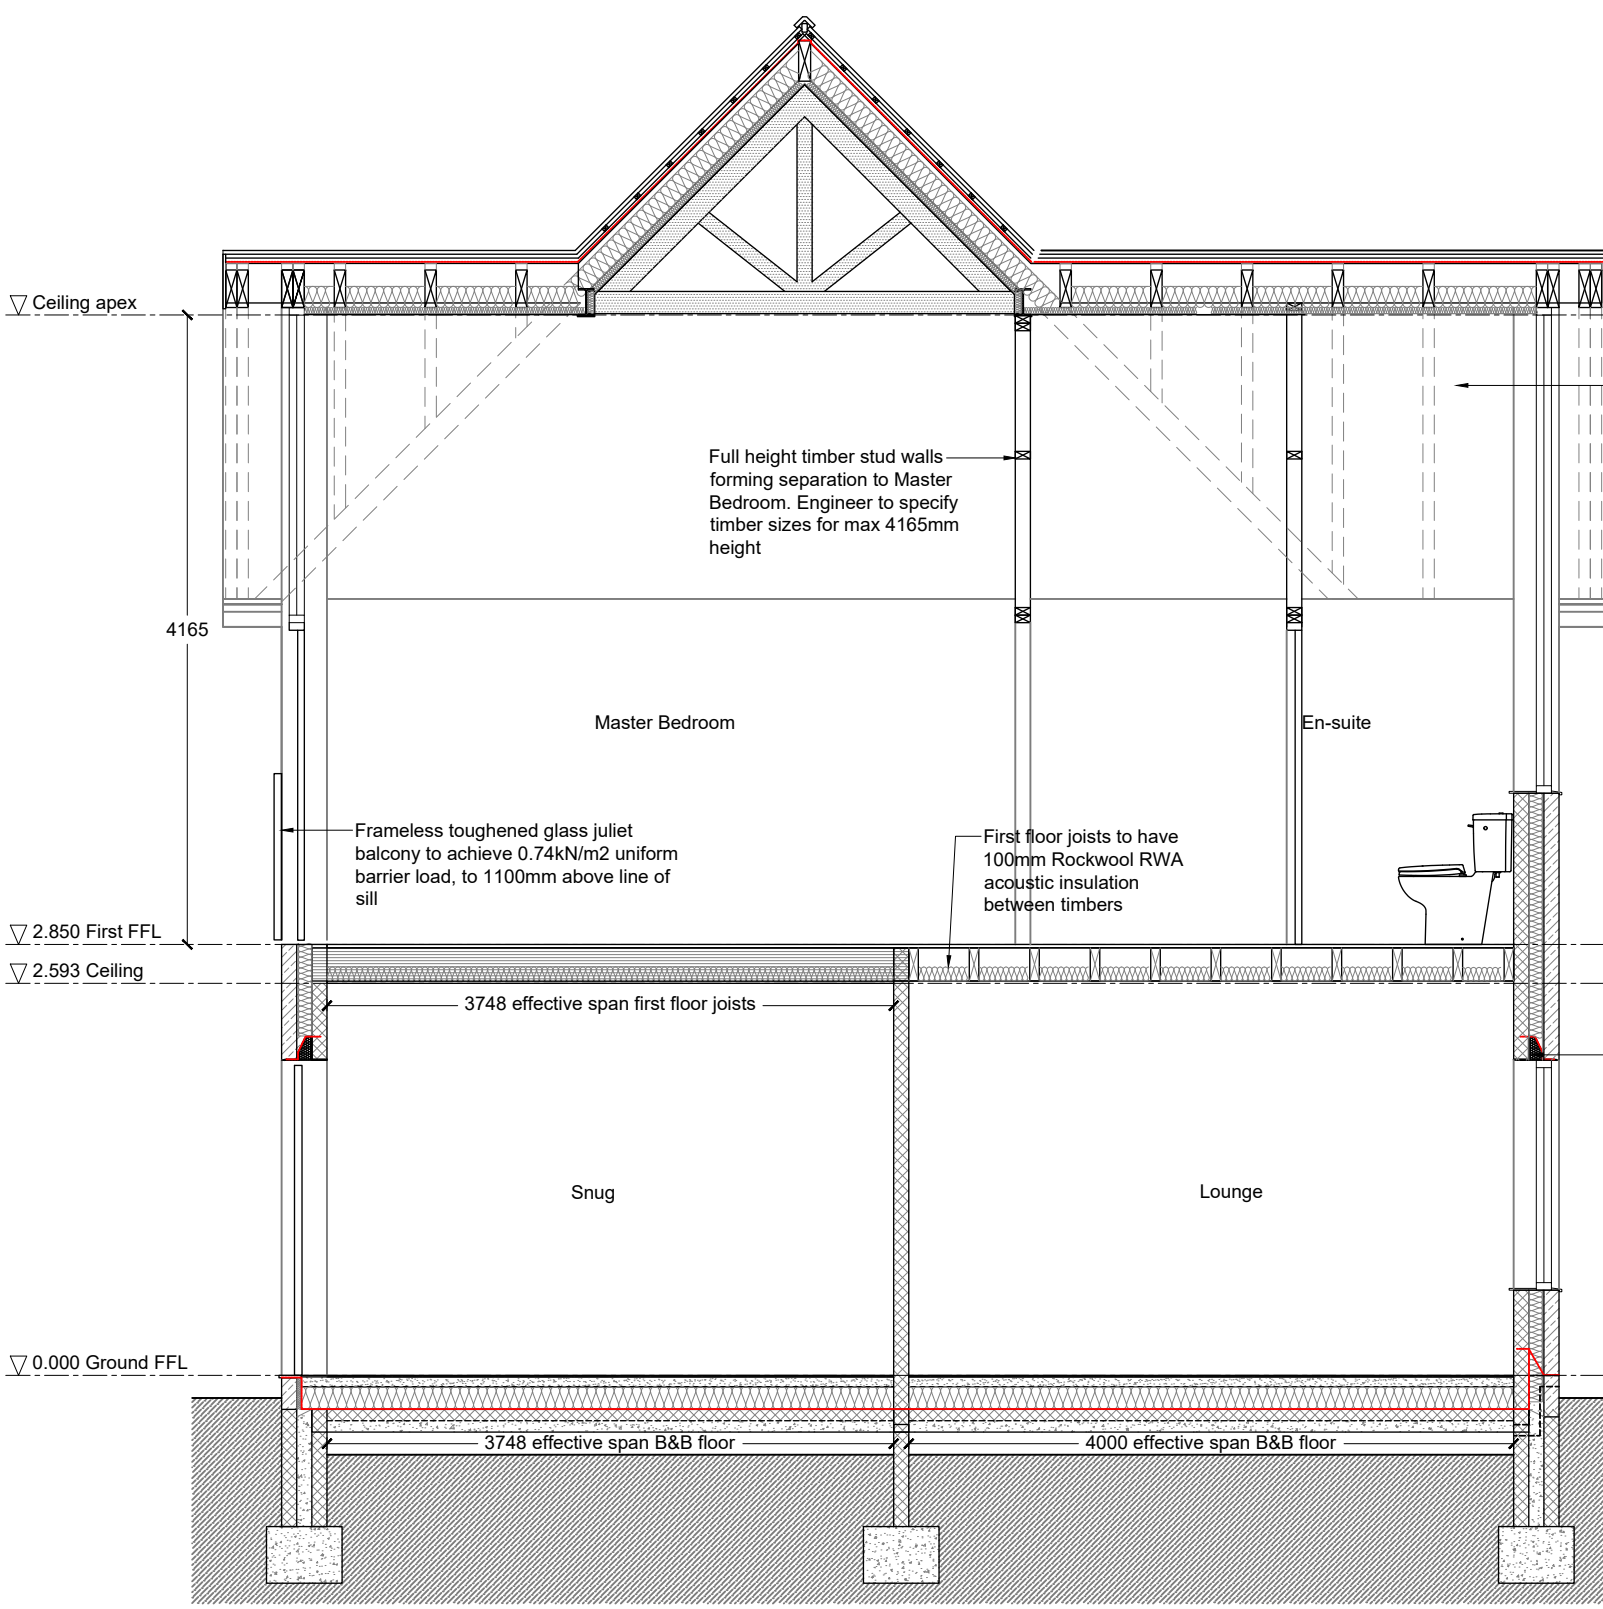 Ceiling apex
Full height timber stud walls
forming separation to Master
Bedroom. Engineer to specify
timber sizes for max 4165mm
height
4165
Master Bedroom
En-suite
Frameless toughened glass juliet
balcony to achieve 0.74kN/m2 uniform
barrier load, to 1100mm above line of
sill
First floor joists to have
100mm Rockwool RWA
acoustic insulation
between timbers
2.850 First FFL
2.593 Ceiling
3748 effective span first floor joists
Snug
Lounge
0.000 Ground FFL
3748 effective span B&B floor
4000 effective span B&B floor